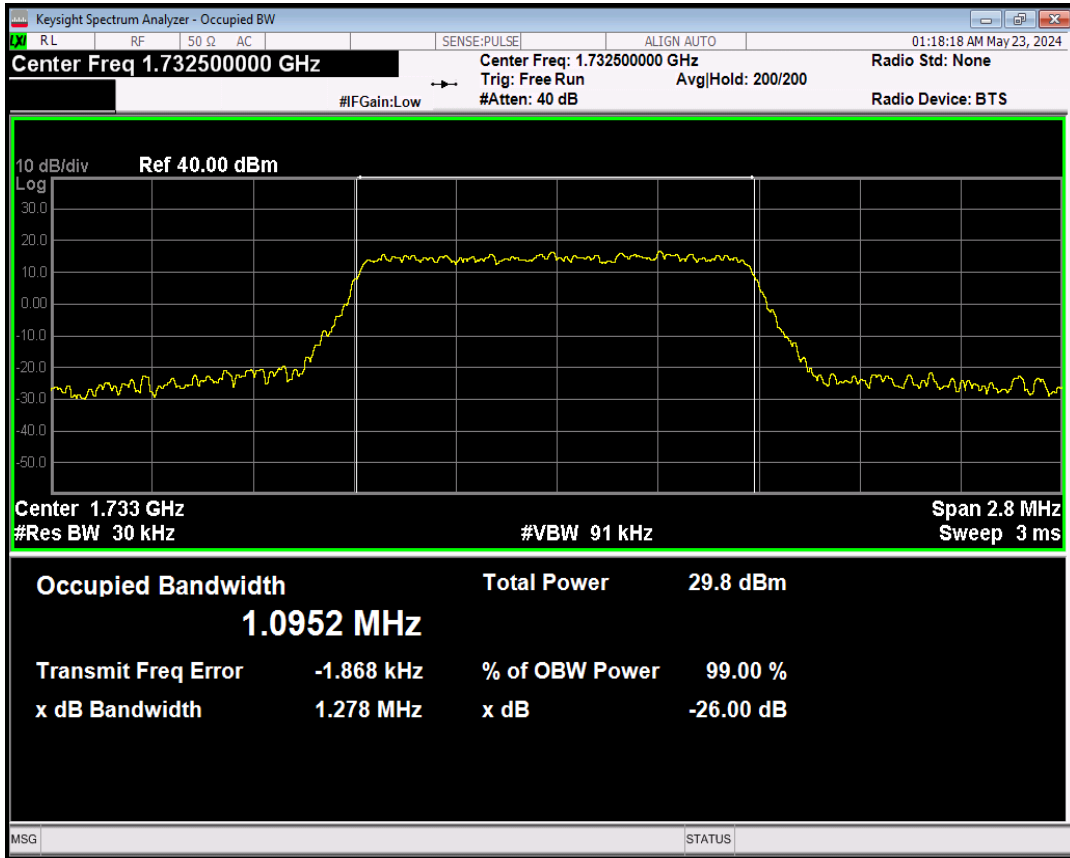 Keysight Spectrum Analyzer - Occupied BW
LXI RL RF 50 Ω AC SENSE:PULSE ALIGN AUTO 01:18:18 AM May 23, 2024
Center Freq 1.732500000 GHz Center Freq: 1.732500000 GHz Radio Std: None
Trig: Free Run Avg|Hold: 200/200
#IFGain:Low #Atten: 40 dB Radio Device: BTS
10 dB/div Ref 40.00 dBm
Log
30.0
20.0
10.0
0.00
-10.0
-20.0
-30.0
-40.0
-50.0
Center 1.733 GHz Span 2.8 MHz
#Res BW 30 kHz #VBW 91 kHz Sweep 3 ms
Occupied Bandwidth Total Power 29.8 dBm
1.0952 MHz
Transmit Freq Error -1.868 kHz % of OBW Power 99.00 %
x dB Bandwidth 1.278 MHz x dB -26.00 dB
MSG STATUS